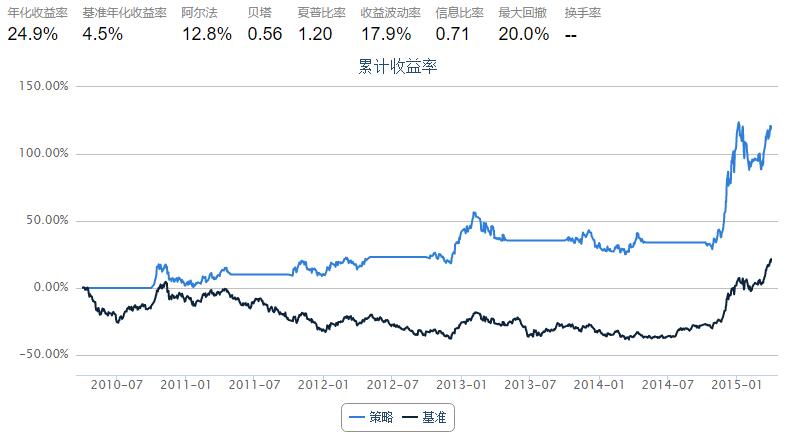 年化收益率 基准年化收益率 阿尔法 贝塔 夏普比率 收益波动率 信息比率 最大回撤 换手率
24.9% 4.5% 12.8% 0.56 1.20 17.9% 0.71 20.0% --
累计收益率
150.00%
100.00%
50.00%
0.00%
-50.00%
2010-07 2011-01 2011-07 2012-01 2012-07 2013-01 2013-07 2014-01 2014-07 2015-01
策略 基准